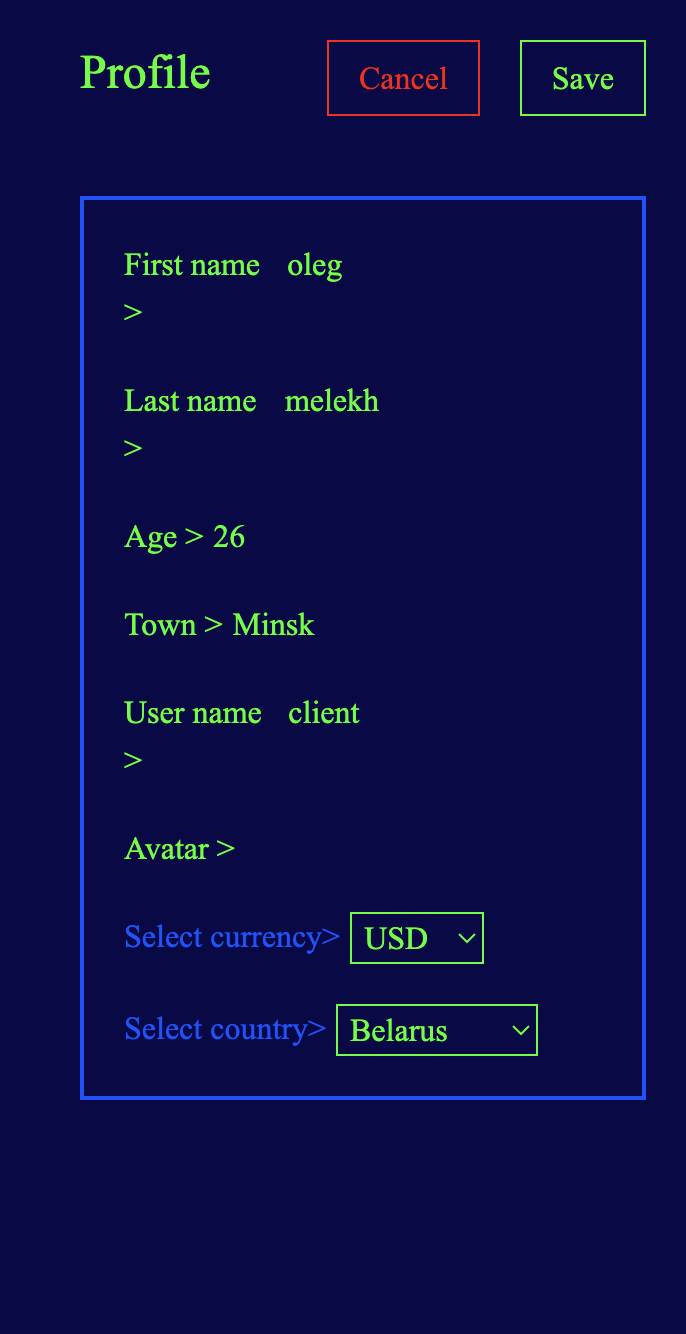 Profile Cancel Save
First name oleg
>
Last name melekh
>
Age > 26
Town > Minsk
User name client
>
Avatar >
Select currency> USD
Select country> Belarus